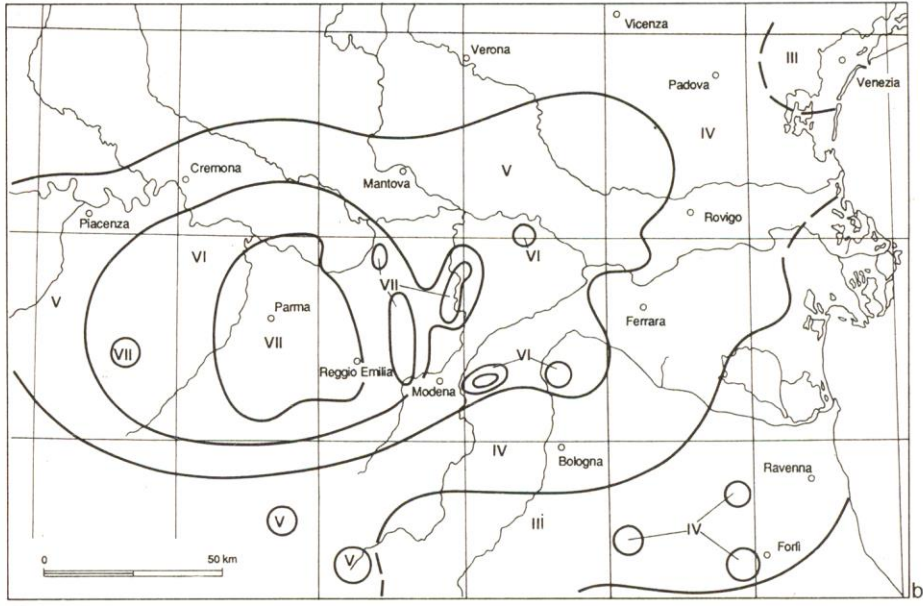 Vicenza
Verona
III
Padova
Venezia
IV
Cremona
Mantova
V
Piacenza
Rovigo
VI
VI
V
VII
Parma
Ferrara
VII
VII
VI
Reggio Emilia
Modena
IV
Bologna
Ravenna
V
III
IV
V
Forlì
0 50 km
b